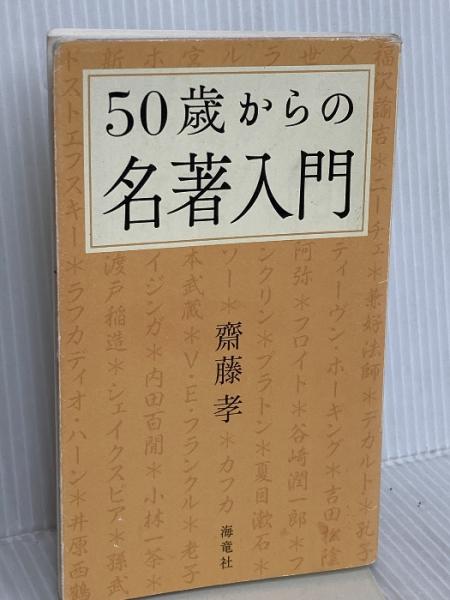 50歳からの
名著入門
齋藤孝
海竜社
福沢諭吉＊ニーチェ＊兼好法師＊デカルト＊孔子
ス
ティーヴン・ホーキング＊吉田松陰
世
阿弥＊フロイト＊谷崎潤一郎＊フ
ラ
ンクリン＊プラトン＊夏目漱石＊
ル
ソー＊
＊カフカ
宮
本武蔵＊V・E・フランクル＊老子
ホ
イジンガ＊内田百閒＊小林一茶＊
新
渡戸稲造＊シェイクスピア＊孫武
ドストエフスキー＊ラフカディオ・ハーン＊井原西鶴